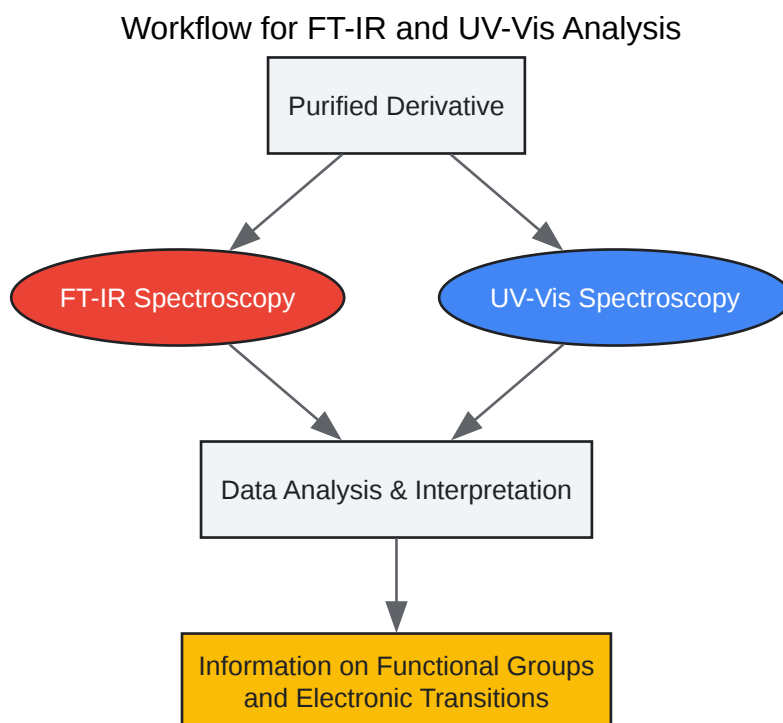 Workflow for FT-IR and UV-Vis Analysis
Purified Derivative
FT-IR Spectroscopy
UV-Vis Spectroscopy
Data Analysis & Interpretation
Information on Functional Groups
and Electronic Transitions